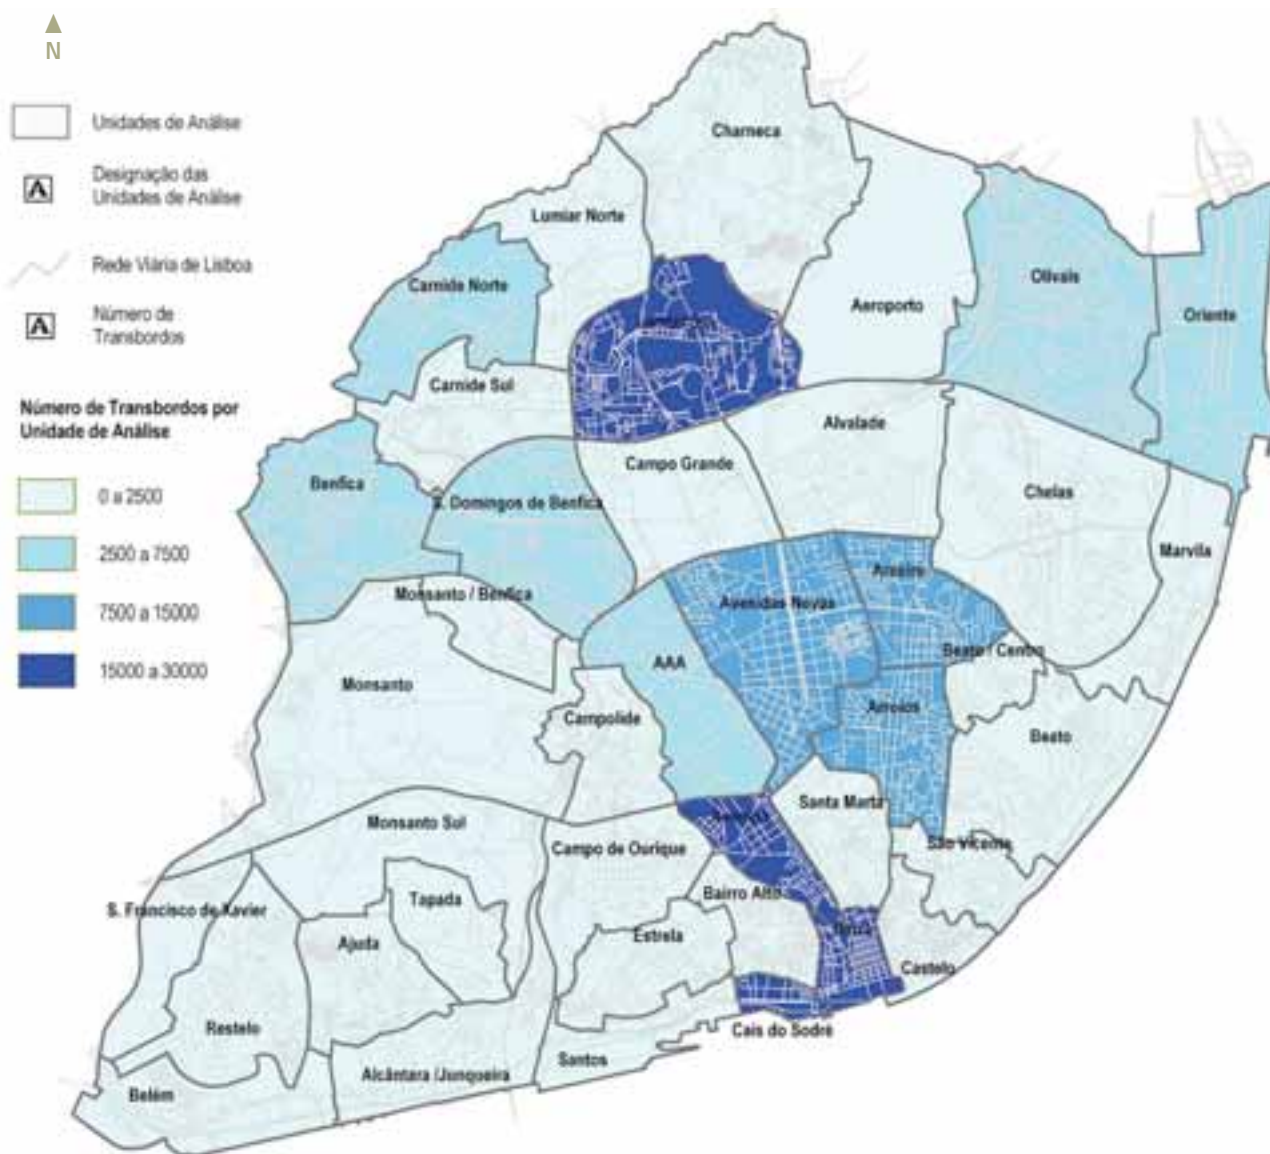 N
Unidades de Análise
A
Designação das
Unidades de Análise
Rede Viária de Lisboa
A
Número de
Transbordos
Número de Transbordos por
Unidade de Análise
0 a 2500
2500 a 7500
7500 a 15000
15000 a 30000
Charneca
Lumiar Norte
Carnide Norte
Olivais
Aeroporto
Oriente
Carnide Sul
Alvalade
Campo Grande
Benfica
S. Domingos de Benfica
Chelas
Marvila
Areeiro
Monsanto / Benfica
Avenidas Novas
Beato / Centro
AAA
Monsanto
Campolide
Arroios
Beato
Santa Marta
Monsanto Sul
Campo de Ourique
São Vicente
Bairro Alto
Tapada
S. Francisco de Xavier
Estrela
Ajuda
Baixa
Castelo
Restelo
Cais do Sodré
Santos
Alcântara /Junqueira
Belém